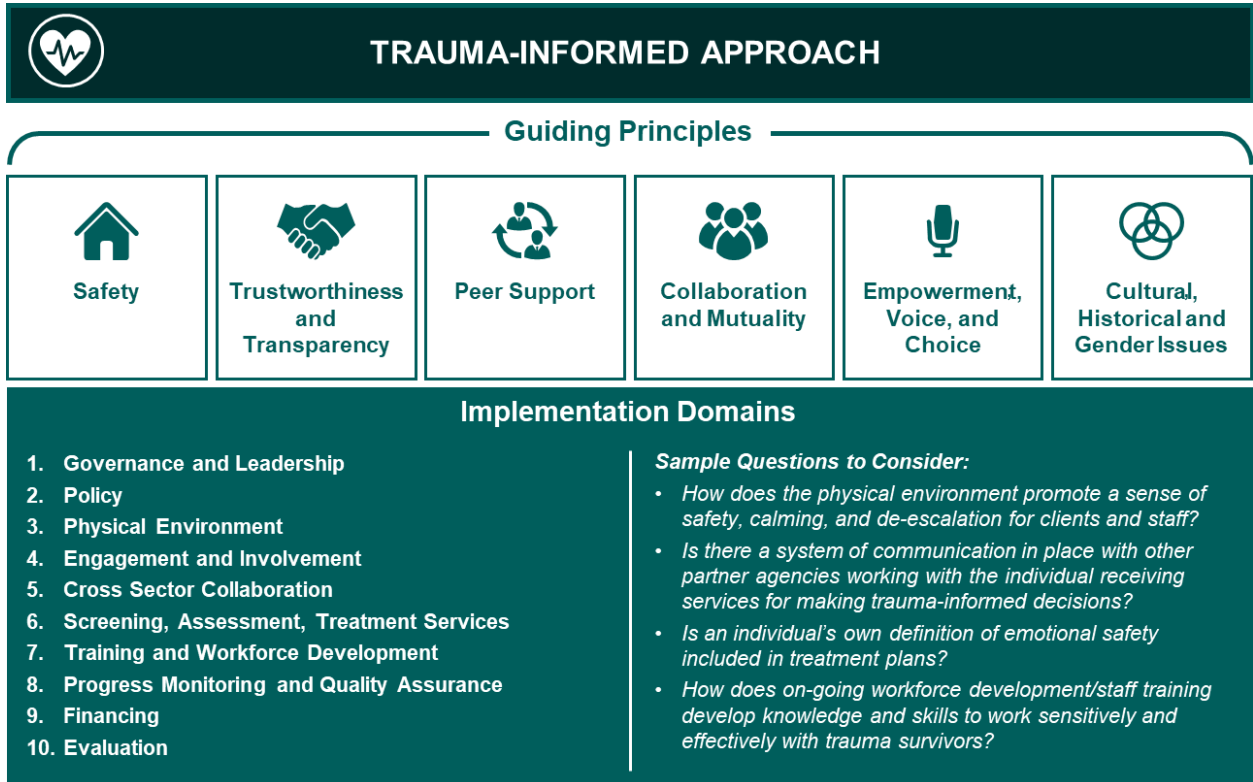 TRAUMA-INFORMED APPROACH
Guiding Principles
Safety
Trustworthiness
and
Transparency
Peer Support
Collaboration
and Mutuality
Empowerment,
Voice, and
Choice
Cultural,
Historical and
Gender Issues
Implementation Domains
1. Governance and Leadership
2. Policy
3. Physical Environment
4. Engagement and Involvement
5. Cross Sector Collaboration
6. Screening, Assessment, Treatment Services
7. Training and Workforce Development
8. Progress Monitoring and Quality Assurance
9. Financing
10. Evaluation
Sample Questions to Consider:
• How does the physical environment promote a sense of
safety, calming, and de-escalation for clients and staff?
• Is there a system of communication in place with other
partner agencies working with the individual receiving
services for making trauma-informed decisions?
• Is an individual's own definition of emotional safety
included in treatment plans?
• How does on-going workforce development/staff training
develop knowledge and skills to work sensitively and
effectively with trauma survivors?